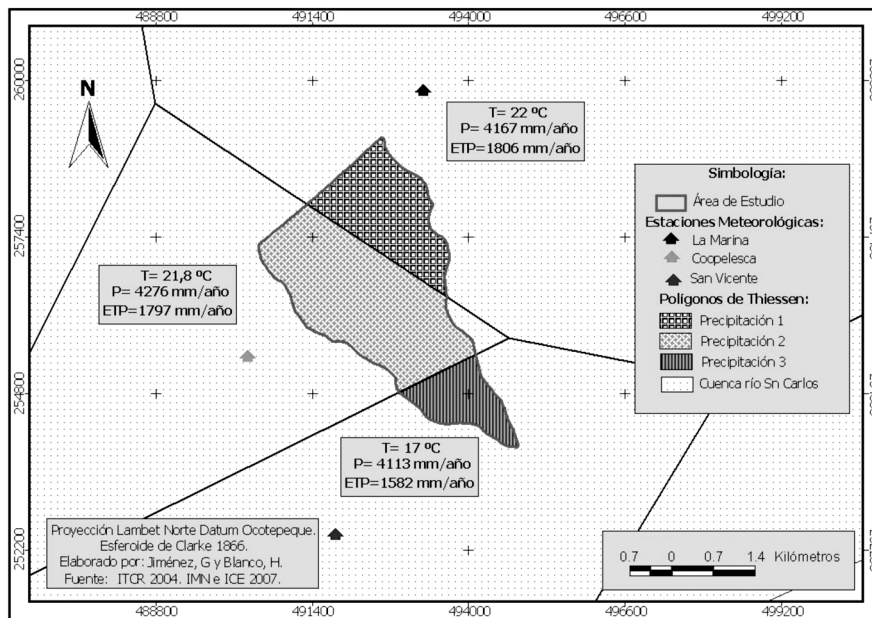 488800 491400 494000 496600 499200
260000
257400
254800
252200
N
T= 22 ºC
P= 4167 mm/año
ETP=1806 mm/año
T= 21,8 ºC
P= 4276 mm/año
ETP=1797 mm/año
T= 17 ºC
P= 4113 mm/año
ETP=1582 mm/año
Simbología:
Área de Estudio
Estaciones Meteorológicas:
La Marina
Coopelesca
San Vicente
Polígonos de Thiessen:
Precipitación 1
Precipitación 2
Precipitación 3
Cuenca río Sn Carlos
Proyección Lambet Norte Datum Ocotepeque.
Esferoide de Clarke 1866.
Elaborado por: Jiménez, G y Blanco, H.
Fuente: ITCR 2004. IMN e ICE 2007.
0.7 0 0.7 1.4 Kilómetros
488800 491400 494000 496600 499200